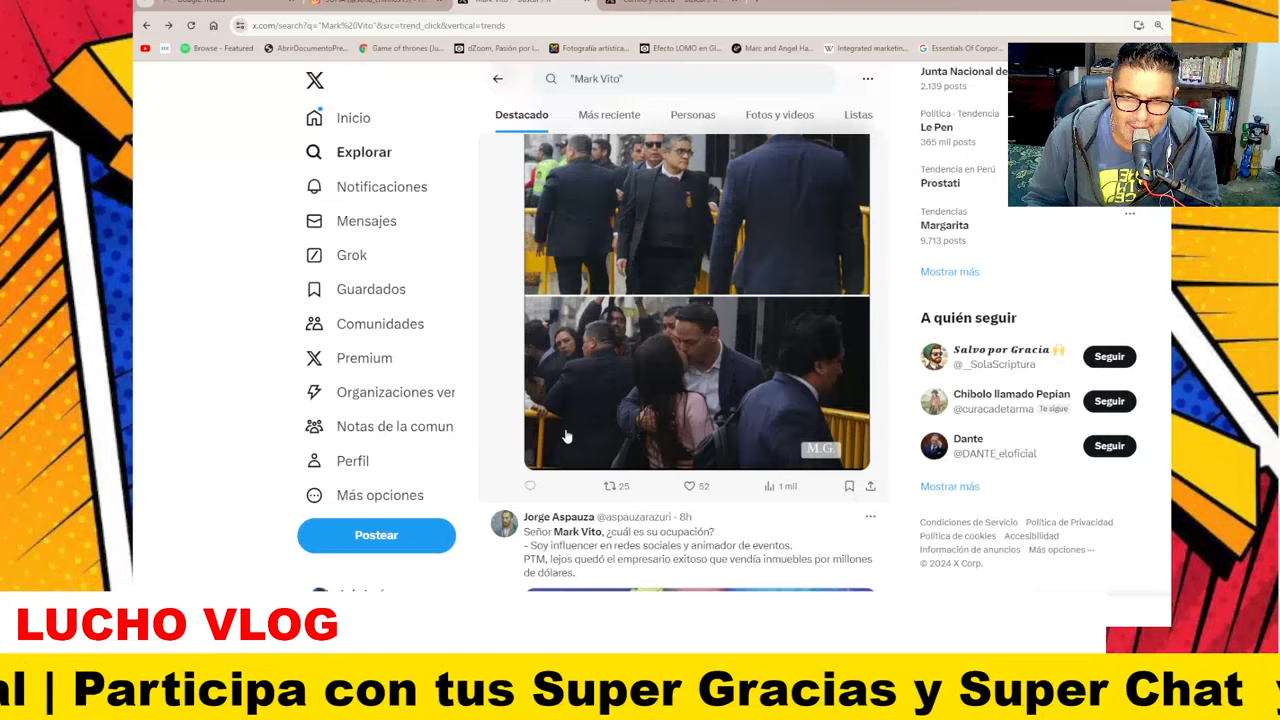 x.com/search?q="Mark%20Vito"&src=trend_click&vertical=trends
Browse - Featured
AbrirDocumentoPre...
Game of thrones (Ju...
dZoom, Pasión por l...
Fotografía artística...
Efecto LOMO en Gl...
Marc and Angel Ha...
Integrated marketin...
Essentials Of Corpor...
"Mark Vito"
Destacado
Más reciente
Personas
Fotos y videos
Listas
Inicio
Explorar
Notificaciones
Mensajes
Grok
Guardados
Comunidades
Premium
Organizaciones ver
Notas de la comun
Perfil
Más opciones
Postear
M.G.
25
52
1 mil
Jorge Aspauza @aspauzarazuri · 8h
Señor Mark Vito, ¿cuál es su ocupación?
- Soy influencer en redes sociales y animador de eventos.
PTM, lejos quedó el empresario exitoso que vendía inmuebles por millones
de dólares.
Junta Nacional de
2.139 posts
Política · Tendencia
Le Pen
365 mil posts
Tendencia en Perú
Prostati
Tendencias
Margarita
9.713 posts
Mostrar más
A quién seguir
Salvo por Gracia
@__SolaScriptura
Seguir
Chibolo llamado Pepian
@curacadetarma Te sigue
Seguir
Dante
@DANTE_eloficial
Seguir
Mostrar más
Condiciones de Servicio Política de Privacidad
Política de cookies Accesibilidad
Información de anuncios Más opciones ···
© 2024 X Corp.
LUCHO VLOG
al | Participa con tus Super Gracias y Super Chat y